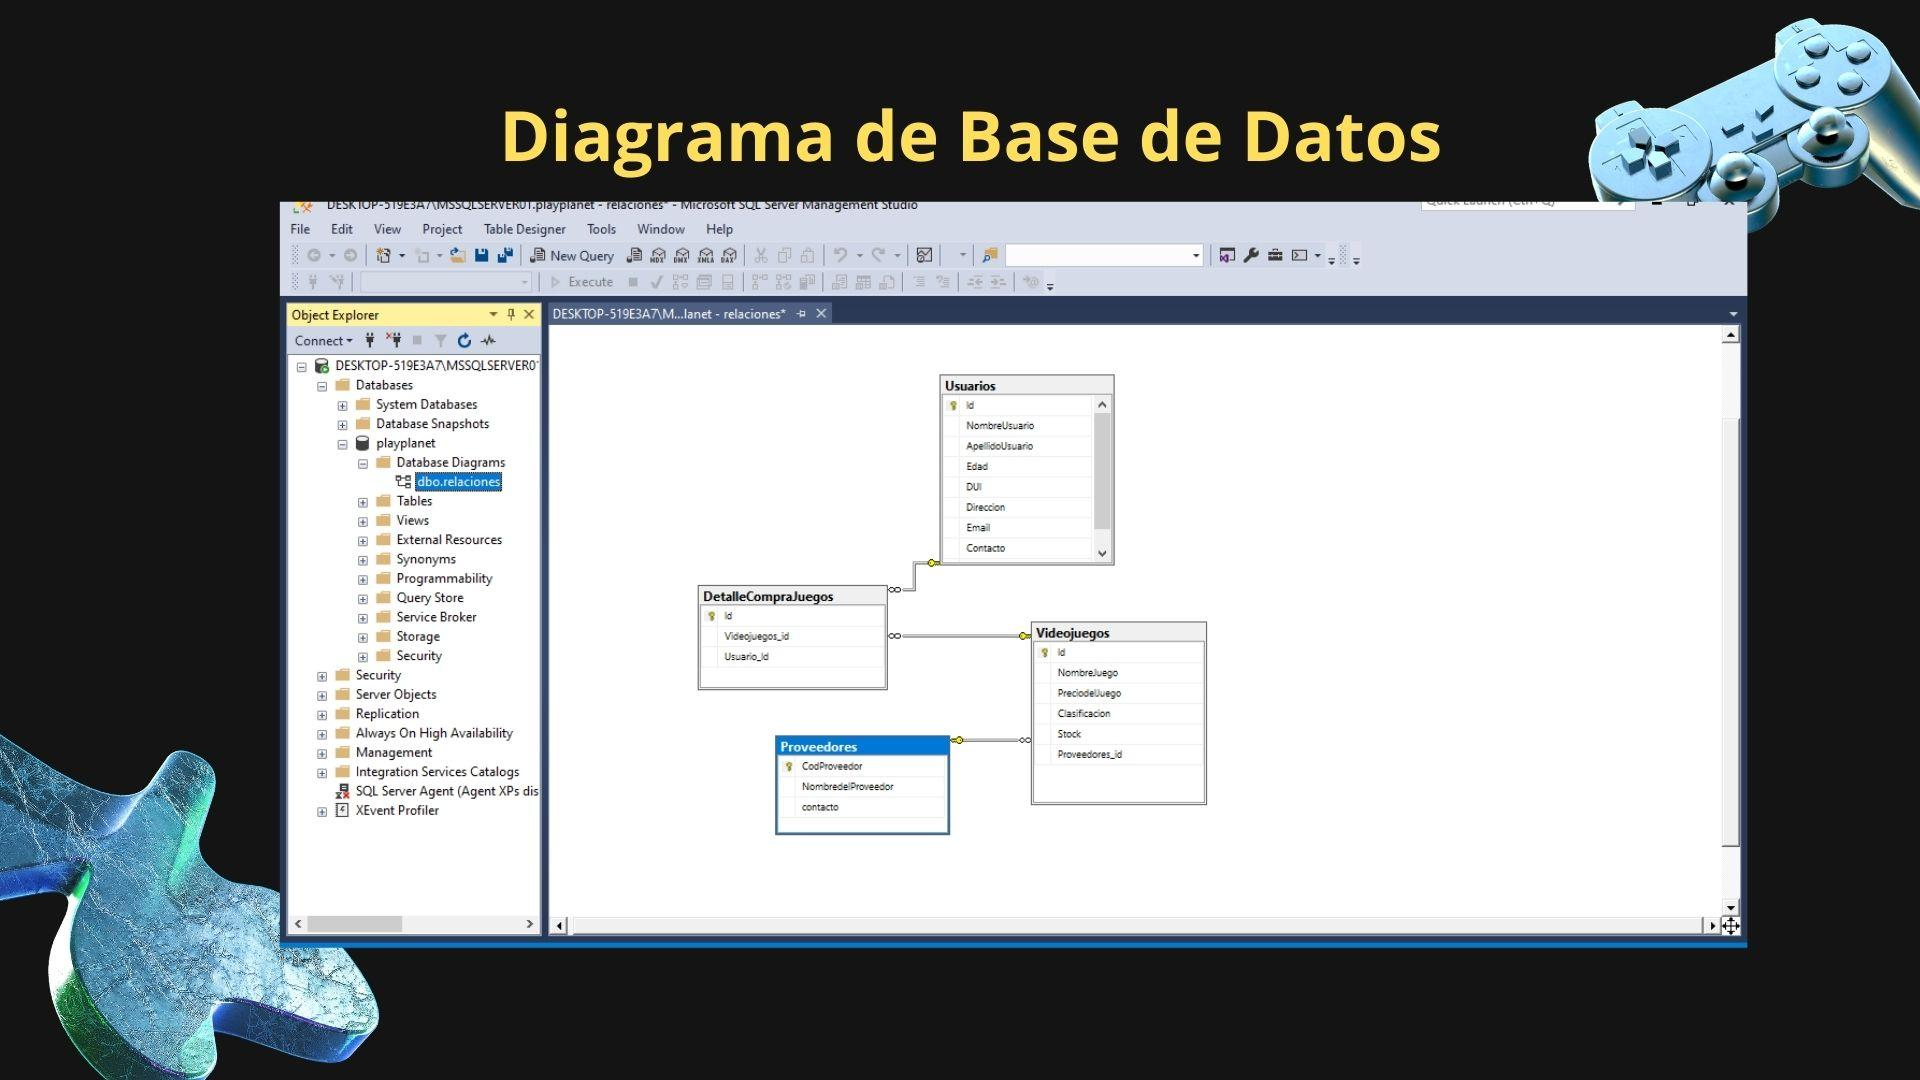 Diagrama de Base de Datos
DESKTOP-519E3A7\MSSQLSERVER01.playplanet - relaciones* - Microsoft SQL Server Management Studio
Quick Launch (Ctrl+Q)
File Edit View Project Table Designer Tools Window Help
New Query
Execute
Object Explorer
Connect
DESKTOP-519E3A7\MSSQLSERVER0
Databases
System Databases
Database Snapshots
playplanet
Database Diagrams
dbo.relaciones
Tables
Views
External Resources
Synonyms
Programmability
Query Store
Service Broker
Storage
Security
Security
Server Objects
Replication
Always On High Availability
Management
Integration Services Catalogs
SQL Server Agent (Agent XPs dis
XEvent Profiler
DESKTOP-519E3A7\M...lanet - relaciones*
Usuarios
Id
NombreUsuario
ApellidoUsuario
Edad
DUI
Direccion
Email
Contacto
DetalleCompraJuegos
Id
Videojuegos_id
Usuario_Id
Videojuegos
Id
NombreJuego
PreciodelJuego
Clasificacion
Stock
Proveedores_id
Proveedores
CodProveedor
NombredelProveedor
contacto